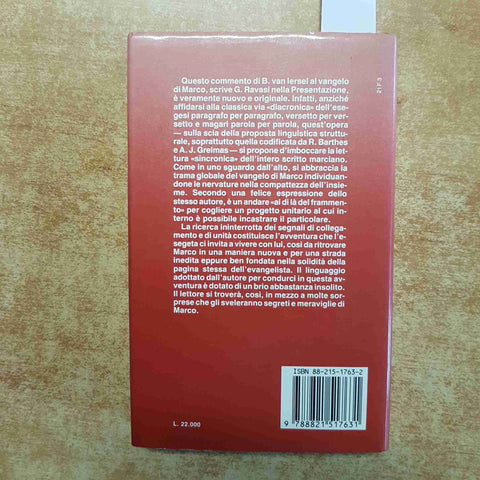 Questo commento di B. van Iersel al vangelo
di Marco, scrive G. Ravasi nella Presentazione,
è veramente nuovo e originale. Infatti, anziché
affidarsi alla classica via «diacronica» dell'ese-
gesi paragrafo per paragrafo, versetto per ver-
setto e magari parola per parola, quest'opera
— sulla scia della proposta linguistica struttu-
rale, soprattutto quella codificata da R. Barthes
e A. J. Greimas — si propone d'imboccare la let-
tura «sincronica» dell'intero scritto marciano.
Come in uno sguardo dall'alto, si abbraccia la
trama globale del vangelo di Marco individuan-
done le nervature nella compattezza dell'insie-
me. Secondo una felice espressione dello
stesso autore, è un andare «al di là del frammen-
to» per cogliere un progetto unitario al cui in-
terno è possibile incastrare il particolare.
La ricerca ininterrotta dei segnali di collega-
mento e di unità costituisce l'avventura che l'e-
segeta ci invita a vivere con lui, così da ritrovare
Marco in una maniera nuova e per una strada
inedita eppure ben fondata nella solidità della
pagina stessa dell'evangelista. Il linguaggio
adottato dall'autore per condurci in questa av-
ventura è dotato di un brio abbastanza insolito.
Il lettore si troverà, così, in mezzo a molte sor-
prese che gli sveleranno segreti e meraviglie di
Marco.
21 F 3
ISBN 88-215-1763-2
9 788821 517631
L. 22.000